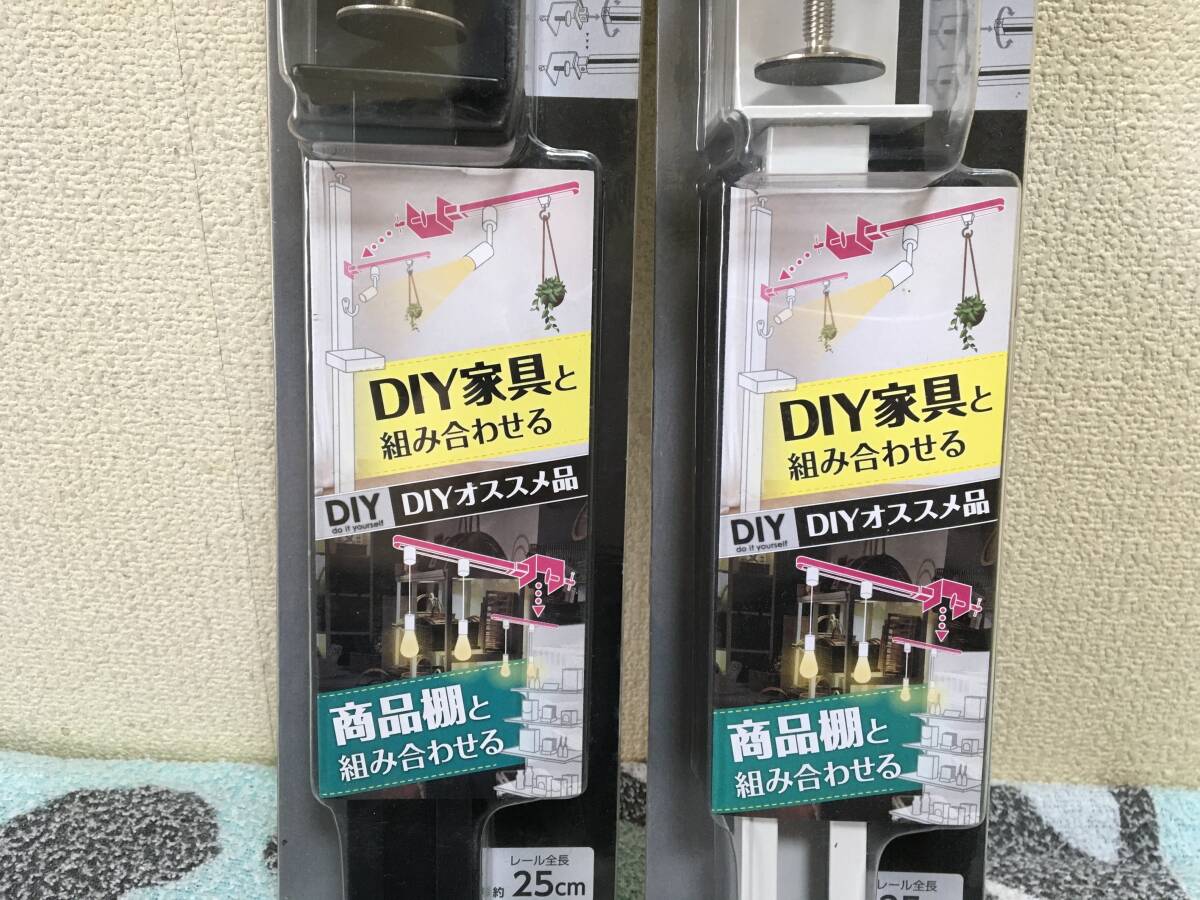 DIY家具と
組み合わせる
DIY
do it yourself
DIYオススメ品
商品棚と
組み合わせる
レール全長
約25cm
DIY家具と
組み合わせる
DIY
do it yourself
DIYオススメ品
商品棚と
組み合わせる
レール全長